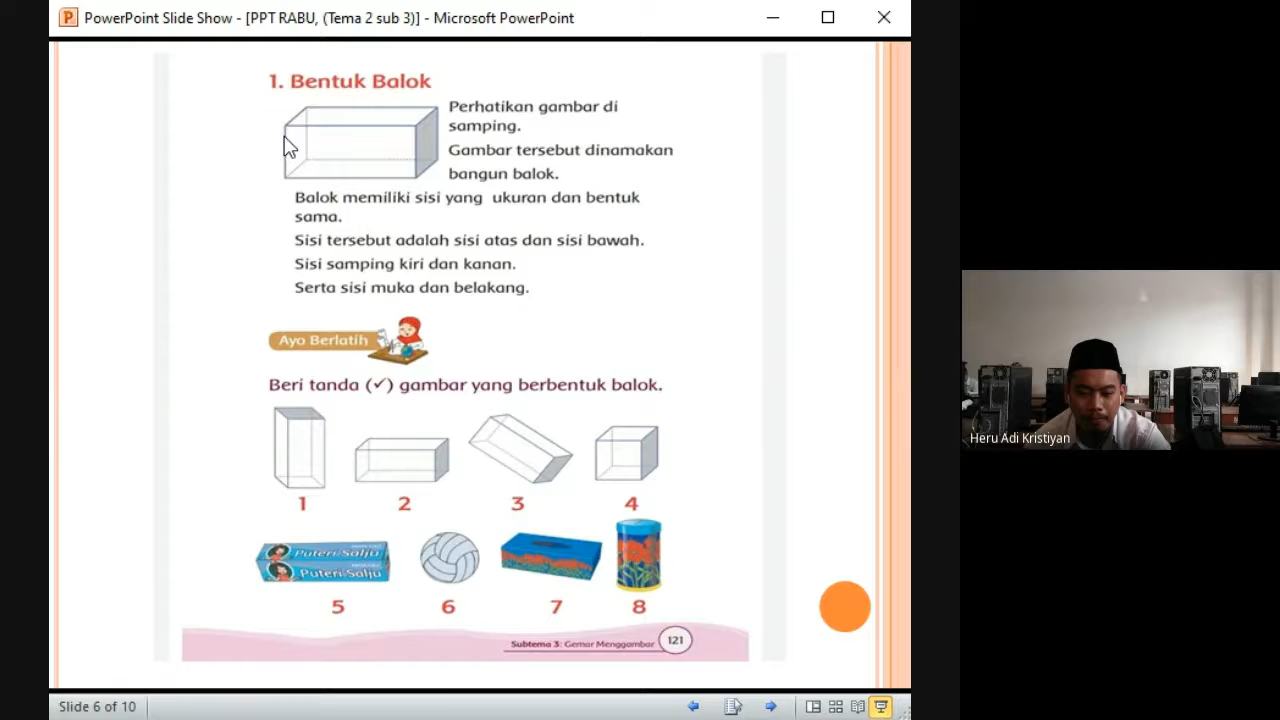 PowerPoint Slide Show - [PPT RABU, (Tema 2 sub 3)] - Microsoft PowerPoint
1. Bentuk Balok
Perhatikan gambar di
samping.
Gambar tersebut dinamakan
bangun balok.
Balok memiliki sisi yang ukuran dan bentuk
sama.
Sisi tersebut adalah sisi atas dan sisi bawah.
Sisi samping kiri dan kanan.
Serta sisi muka dan belakang.
Ayo Berlatih
Beri tanda (✓) gambar yang berbentuk balok.
1 2 3 4
Puteri Salju
Puteri Salju
5 6 7 8
Subtema 3: Gemar Menggambar 121
Heru Adi Kristiyan
Slide 6 of 10